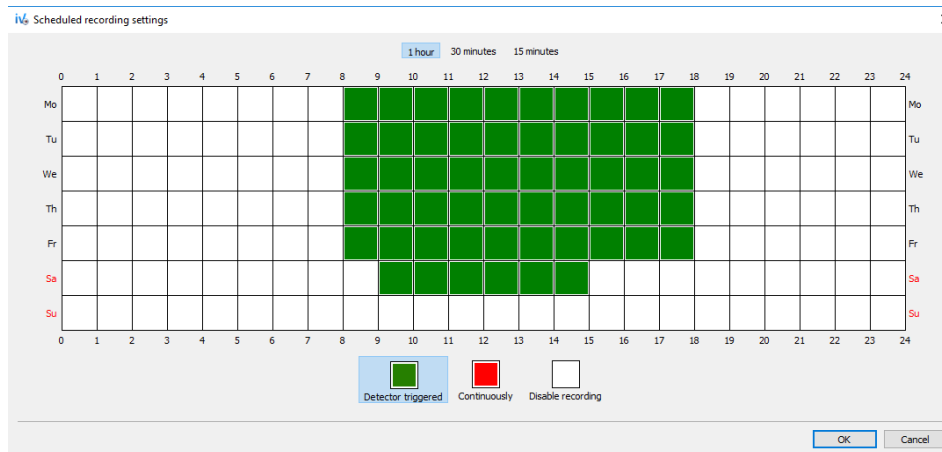 iV. Scheduled recording settings
1 hour 30 minutes 15 minutes
0 1 2 3 4 5 6 7 8 9 10 11 12 13 14 15 16 17 18 19 20 21 22 23 24
Mo Mo
Tu Tu
We We
Th Th
Fr Fr
Sa Sa
Su Su
0 1 2 3 4 5 6 7 8 9 10 11 12 13 14 15 16 17 18 19 20 21 22 23 24
Detector triggered Continuously Disable recording
OK Cancel